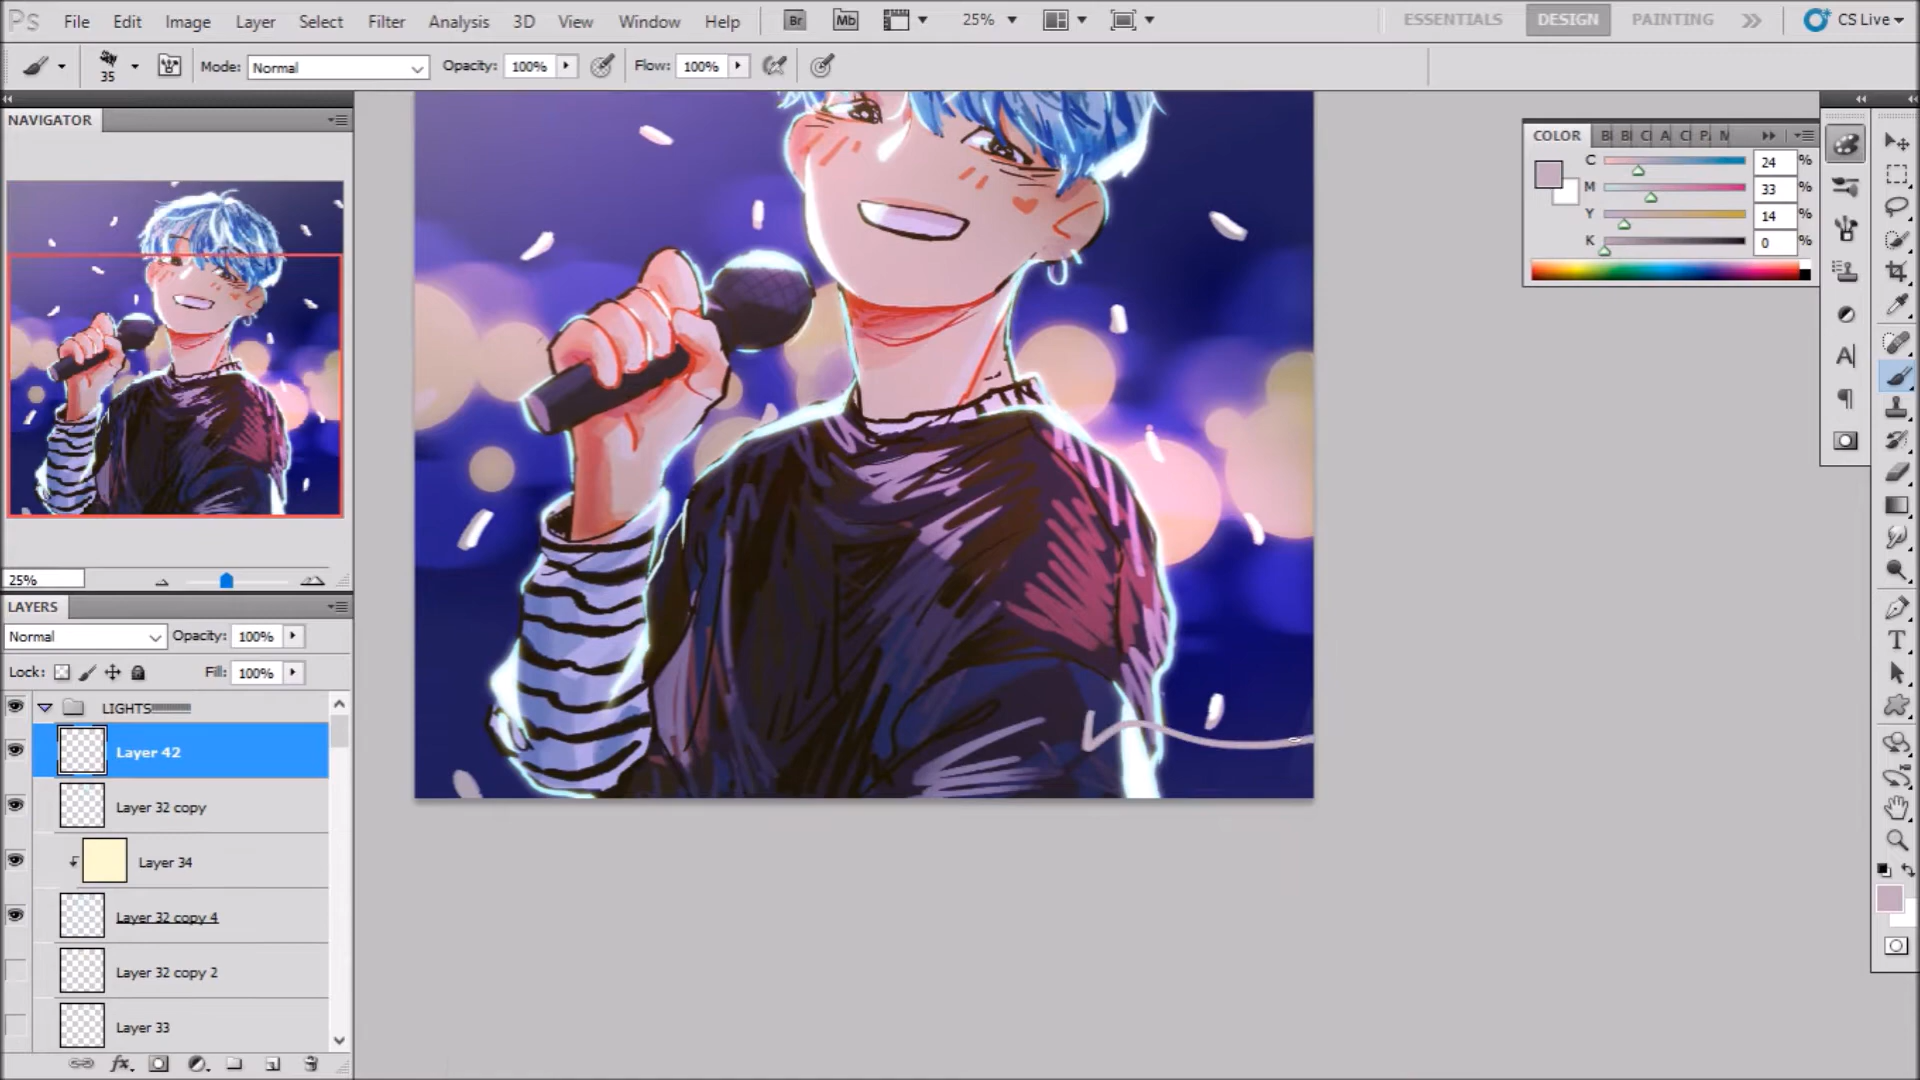 Ps File Edit Image Layer Select Filter Analysis 3D View Window Help Br Mb 25% ESSENTIALS DESIGN PAINTING CS Live
35 Mode: Normal Opacity: 100% Flow: 100%
NAVIGATOR
COLOR
C 24 %
M 33 %
Y 14 %
K 0 %
25%
LAYERS
Normal Opacity: 100%
Lock: Fill: 100%
LIGHTS!!!!!!!!!!!!!!!!
Layer 42
Layer 32 copy
Layer 34
Layer 32 copy 4
Layer 32 copy 2
Layer 33